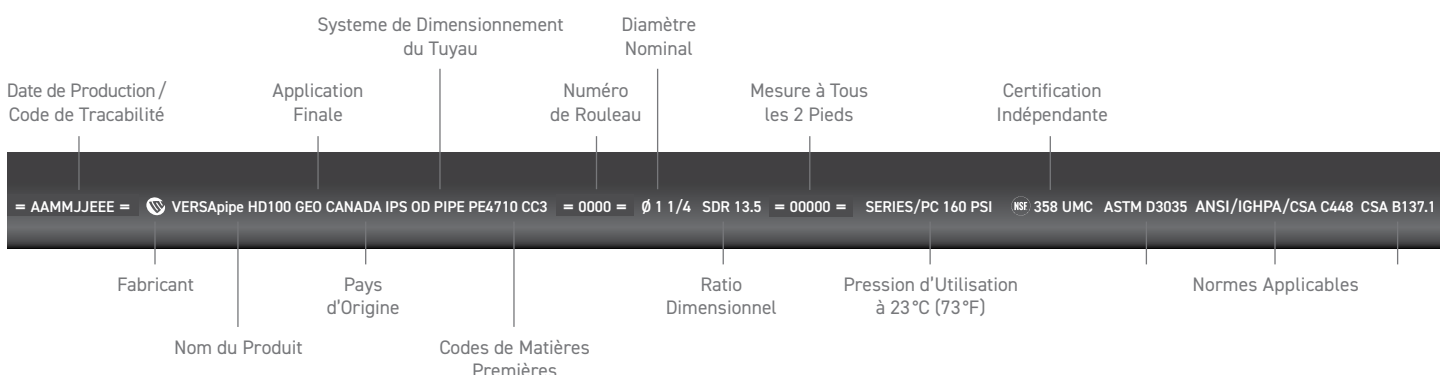 Systeme de Dimensionnement
du Tuyau
Diamètre
Nominal
Date de Production /
Code de Tracabilité
Application
Finale
Numéro
de Rouleau
Mesure à Tous
les 2 Pieds
Certification
Indépendante
= AAMMJJEEE = VERSApipe HD100 GEO CANADA IPS OD PIPE PE4710 CC3 = 0000 = Ø 1 1/4 SDR 13.5 = 00000 = SERIES/PC 160 PSI NSF 358 UMC ASTM D3035 ANSI/IGHPA/CSA C448 CSA B137.1
Fabricant
Pays
d'Origine
Ratio
Dimensionnel
Pression d'Utilisation
à 23°C (73°F)
Normes Applicables
Nom du Produit
Codes de Matières
Premières